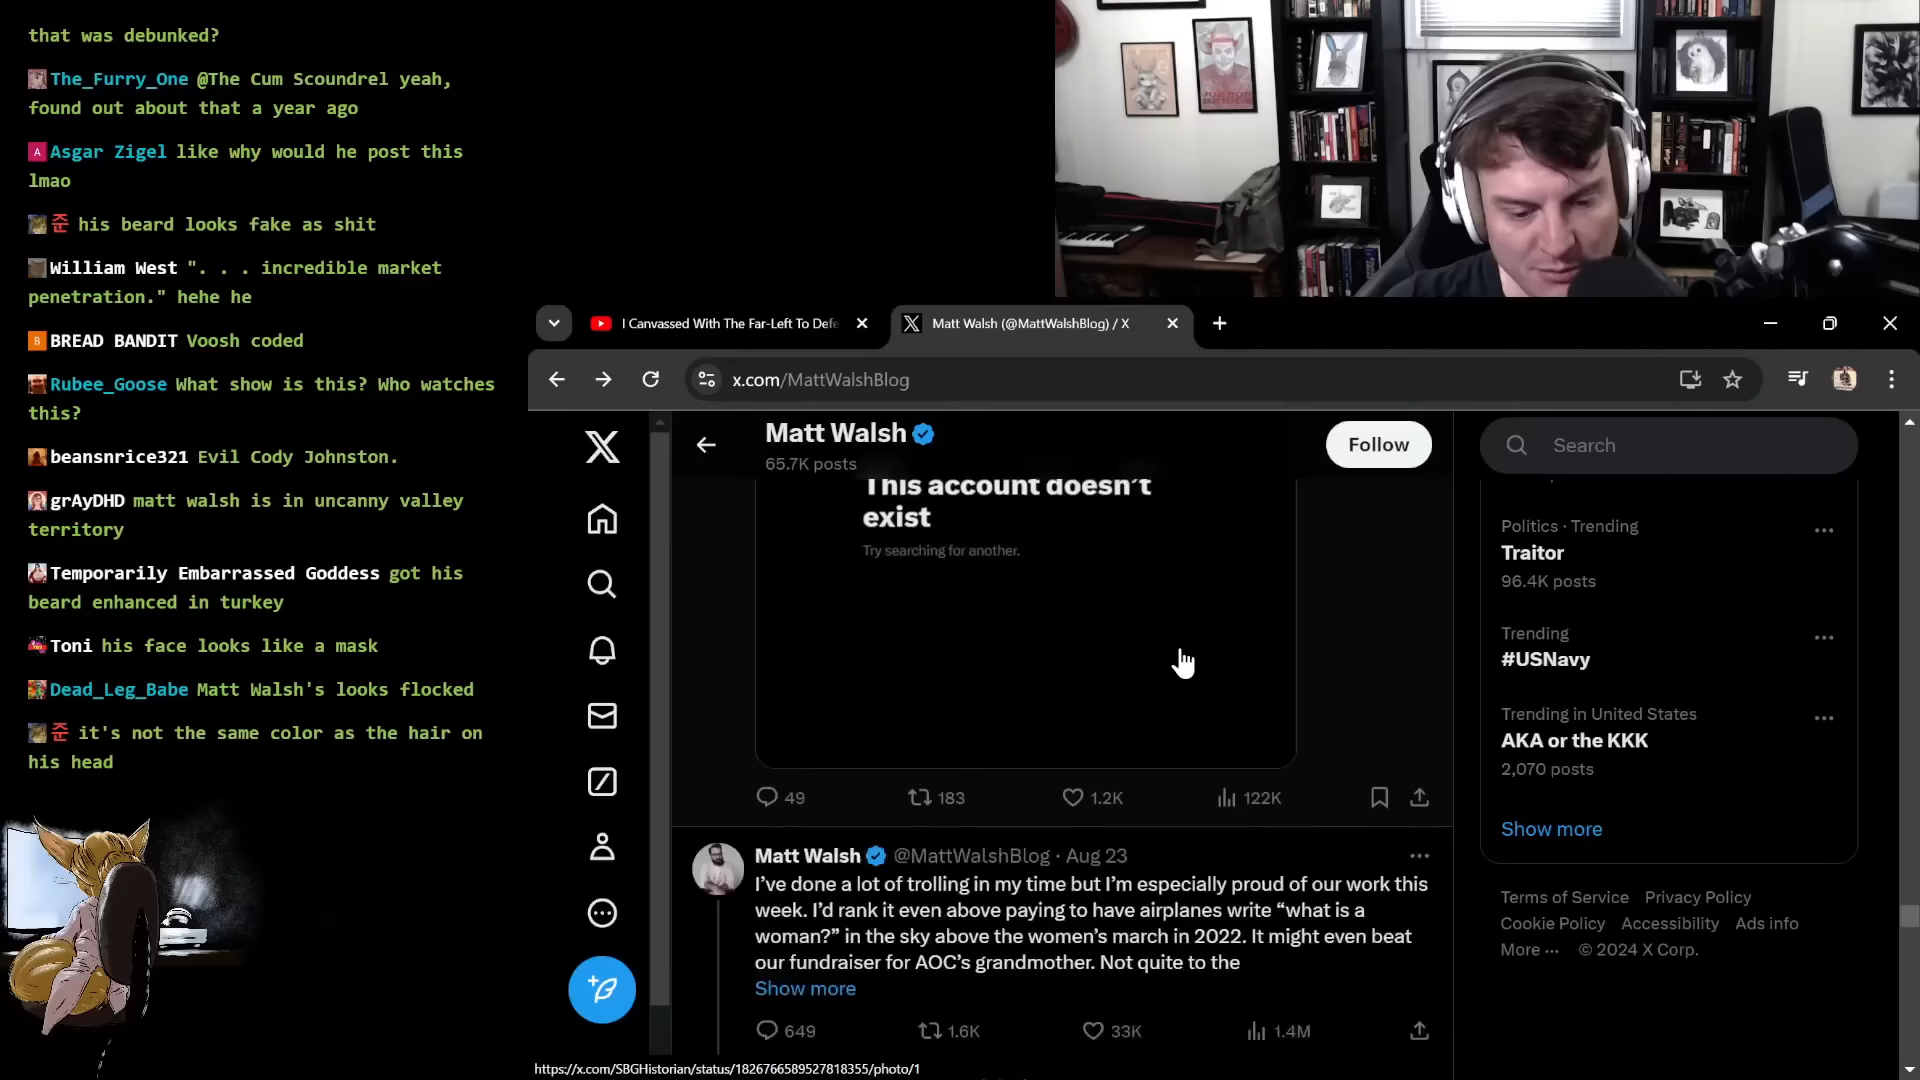 that was debunked?
The_Furry_One @The Cum Scoundrel yeah,
found out about that a year ago
A Asgar Zigel like why would he post this
lmao
준 his beard looks fake as shit
William West ". . . incredible market
penetration." hehe he
B BREAD BANDIT Voosh coded
Rubee_Goose What show is this? Who watches
this?
beansnrice321 Evil Cody Johnston.
grAyDHD matt walsh is in uncanny valley
territory
Temporarily Embarrassed Goddess got his
beard enhanced in turkey
Toni his face looks like a mask
Dead_Leg_Babe Matt Walsh's looks flocked
준 it's not the same color as the hair on
his head
I Canvassed With The Far-Left To Defe
Matt Walsh (@MattWalshBlog) / X
x.com/MattWalshBlog
Matt Walsh
65.7K posts
Follow
This account doesn't
exist
Try searching for another.
49 183 1.2K 122K
Matt Walsh @MattWalshBlog · Aug 23
I've done a lot of trolling in my time but I'm especially proud of our work this
week. I'd rank it even above paying to have airplanes write “what is a
woman?” in the sky above the women's march in 2022. It might even beat
our fundraiser for AOC's grandmother. Not quite to the
Show more
649 1.6K 33K 1.4M
Search
Politics · Trending
Traitor
96.4K posts
Trending
#USNavy
Trending in United States
AKA or the KKK
2,070 posts
Show more
Terms of Service Privacy Policy
Cookie Policy Accessibility Ads info
More ··· © 2024 X Corp.
https://x.com/SBGHistorian/status/1826766589527818355/photo/1